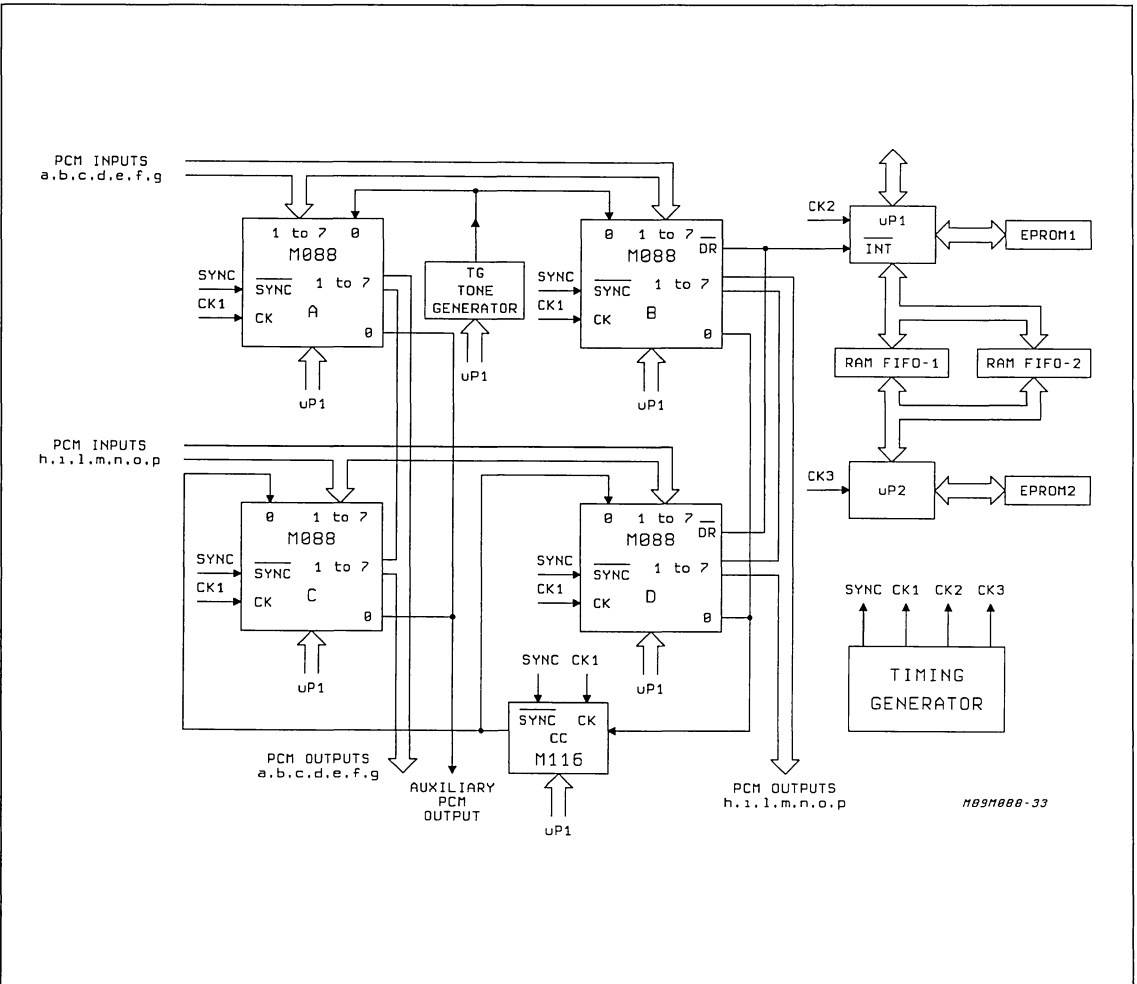 PCM INPUTS
a.b.c.d.e.f.g
1 to 7 0
M088
SYNC
SYNC
1 to 7
CK1
CK
A
0
uP1
TG
TONE
GENERATOR
uP1
0 1 to 7
DR
M088
SYNC
SYNC
1 to 7
CK1
CK
B
0
uP1
CK2
uP1
INT
EPROM1
RAM FIFO-1
RAM FIFO-2
CK3
uP2
EPROM2
PCM INPUTS
h.i.l.m.n.o.p
0 1 to 7
M088
SYNC
SYNC
1 to 7
CK1
CK
C
0
uP1
0 1 to 7
DR
M088
SYNC
SYNC
1 to 7
CK1
CK
D
0
uP1
SYNC CK1
SYNC CK
CC
M116
uP1
SYNC CK1 CK2 CK3
TIMING
GENERATOR
PCM OUTPUTS
a.b.c.d.e.f.g
AUXILIARY
PCM
OUTPUT
PCM OUTPUTS
h.i.l.m.n.o.p
M89M088-33